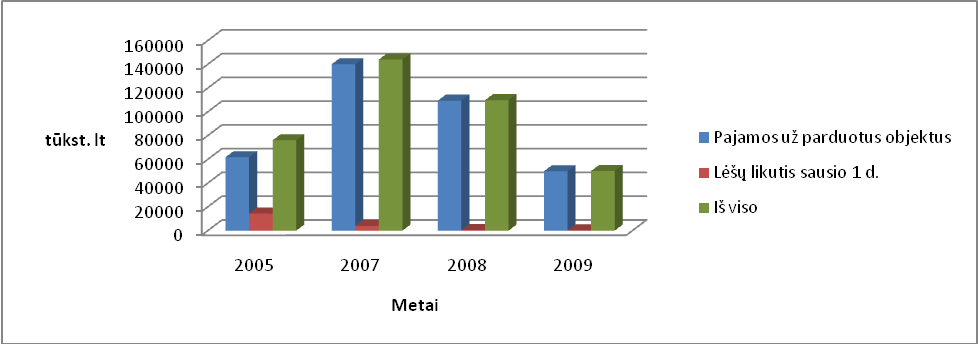 160000
140000
120000
100000
80000
60000
40000
20000
0
tūkst. lt
2005 2007 2008 2009
Metai
Pajamos už parduotus objektus
Lėšų likutis sausio 1 d.
Iš viso